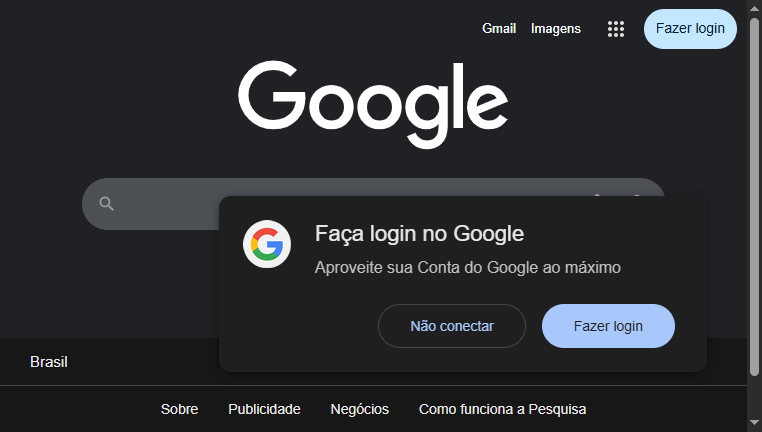 Gmail Imagens Fazer login
Google
Faça login no Google
Aproveite sua Conta do Google ao máximo
Não conectar Fazer login
Brasil
Sobre Publicidade Negócios Como funciona a Pesquisa